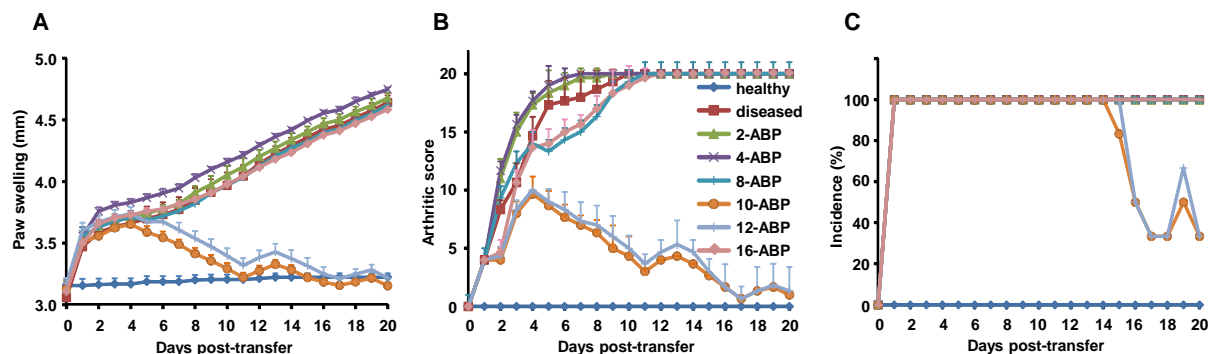 A
B
C
Paw swelling (mm)
5.0
4.5
4.0
3.5
3.0
0 2 4 6 8 10 12 14 16 18 20
Days post-transfer
Arthritic score
25
20
15
10
5
0
0 2 4 6 8 10 12 14 16 18 20
Days post-transfer
healthy
diseased
2-ABP
4-ABP
8-ABP
10-ABP
12-ABP
16-ABP
Incidence (%)
120
100
80
60
40
20
0
0 2 4 6 8 10 12 14 16 18 20
Days post-transfer